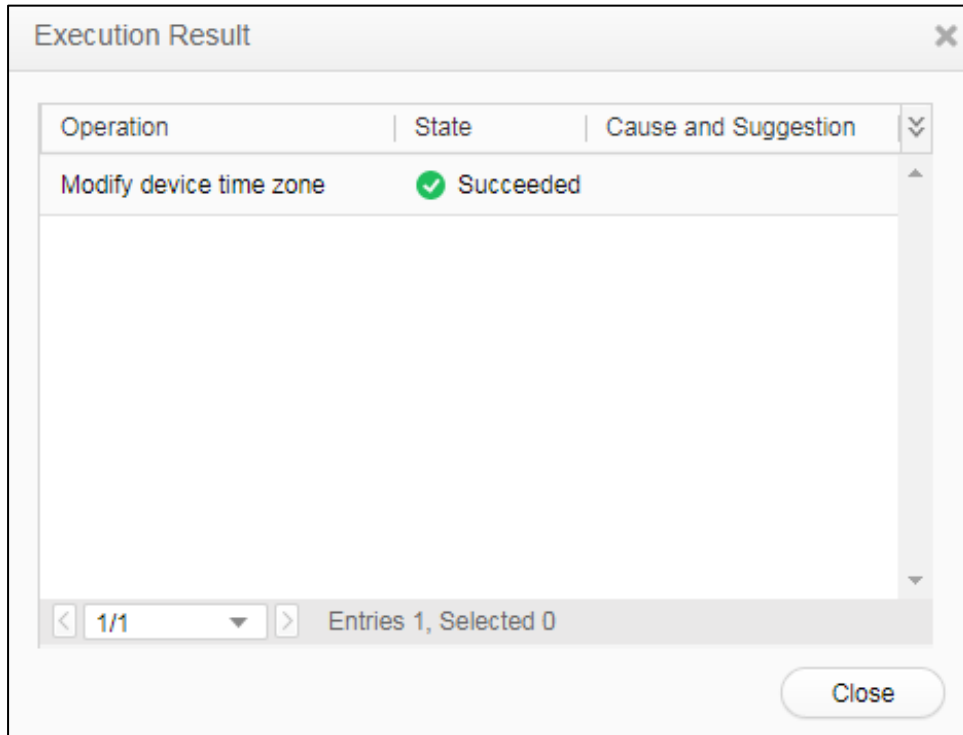 Execution Result
Operation State Cause and Suggestion
Modify device time zone Succeeded
1/1 Entries 1, Selected 0
Close